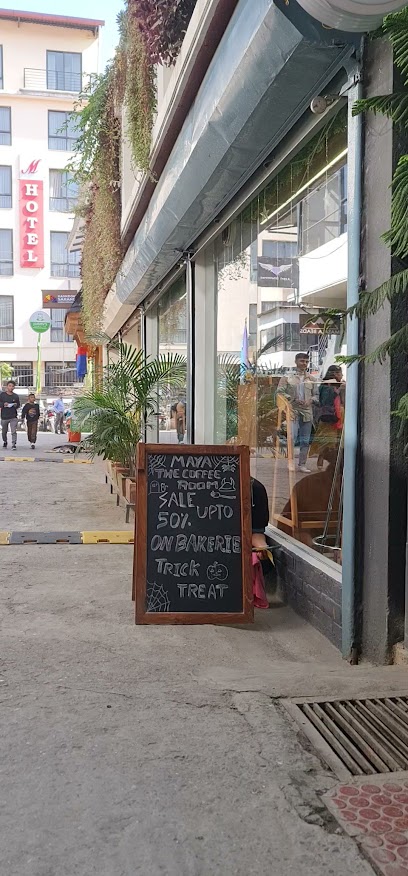 M
HOTEL
MAYA
THE COFFEE
ROOM
SALE UPTO
50%
ON BAKERIE
TRICK
TREAT